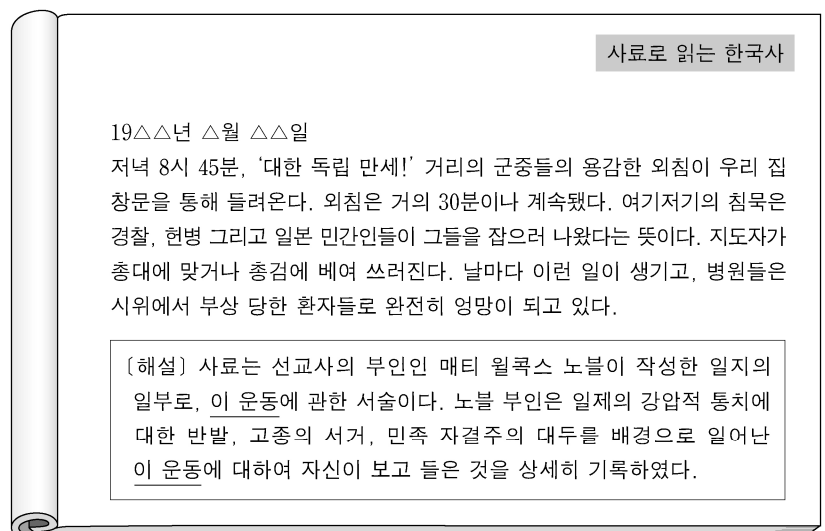 사료로 읽는 한국사
19△△년 △월 △△일
저녁 8시 45분, ‘대한 독립 만세!’ 거리의 군중들의 용감한 외침이 우리 집
창문을 통해 들려온다. 외침은 거의 30분이나 계속됐다. 여기저기의 침묵은
경찰, 헌병 그리고 일본 민간인들이 그들을 잡으러 나왔다는 뜻이다. 지도자가
총대에 맞거나 총검에 베여 쓰러진다. 날마다 이런 일이 생기고, 병원들은
시위에서 부상 당한 환자들로 완전히 엉망이 되고 있다.
〔해설〕 사료는 선교사의 부인인 매티 윌콕스 노블이 작성한 일지의
일부로, 이 운동에 관한 서술이다. 노블 부인은 일제의 강압적 통치에
대한 반발, 고종의 서거, 민족 자결주의 대두를 배경으로 일어난
이 운동에 대하여 자신이 보고 들은 것을 상세히 기록하였다.